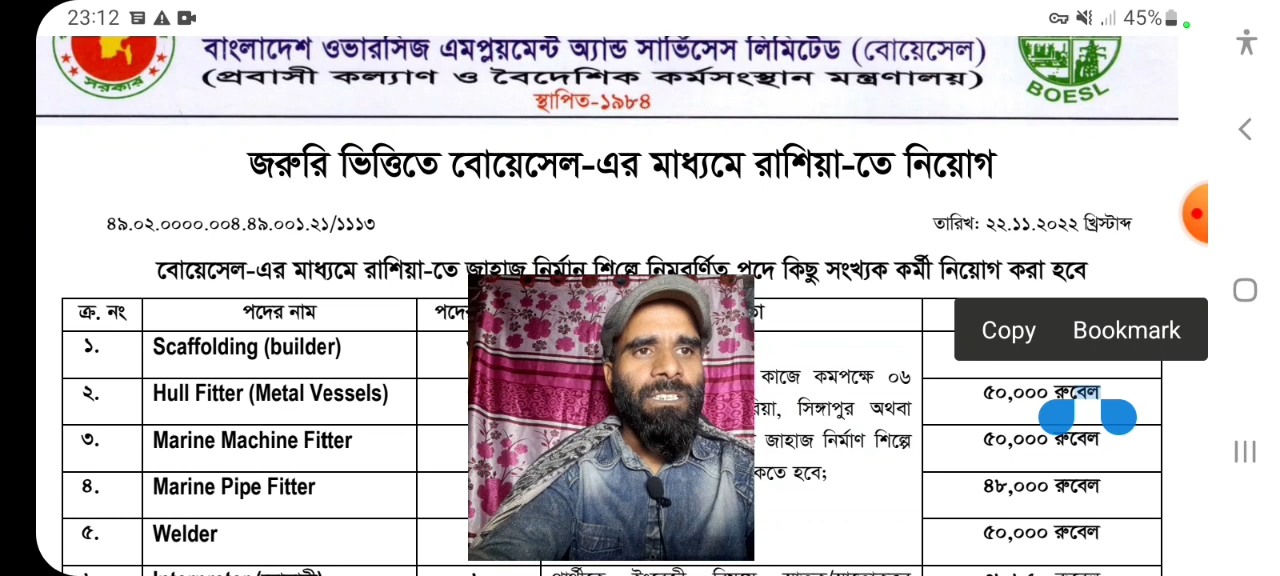 23:12
45%
বাংলাদেশ ওভারসিজ এমপ্লয়মেন্ট অ্যান্ড সার্ভিসেস লিমিটেড (বোয়েসেল)
(প্রবাসী কল্যাণ ও বৈদেশিক কর্মসংস্থান মন্ত্রণালয়)
স্থাপিত-১৯৮৪
সরকার
BOESL
জরুরি ভিত্তিতে বোয়েসেল-এর মাধ্যমে রাশিয়া-তে নিয়োগ
৪৯.০২.০০০০.০০৪.৪৯.০০১.২১/১১১৩
তারিখ: ২২.১১.২০২২ খ্রিস্টাব্দ
বোয়েসেল-এর মাধ্যমে রাশিয়া-তে জাহাজ নির্মান শিল্পে নিম্নবর্ণিত পদে কিছু সংখ্যক কর্মী নিয়োগ করা হবে
ক্র. নং পদের নাম
Copy Bookmark
১. Scaffolding (builder)
কাজে কমপক্ষে ০৬
২. Hull Fitter (Metal Vessels) ৫০,০০০ রুবেল
সিঙ্গাপুর অথবা
৩. Marine Machine Fitter ৫০,০০০ রুবেল
জাহাজ নির্মাণ শিল্পে
হবে;
৪. Marine Pipe Fitter ৪৮,০০০ রুবেল
৫. Welder ৫০,০০০ রুবেল